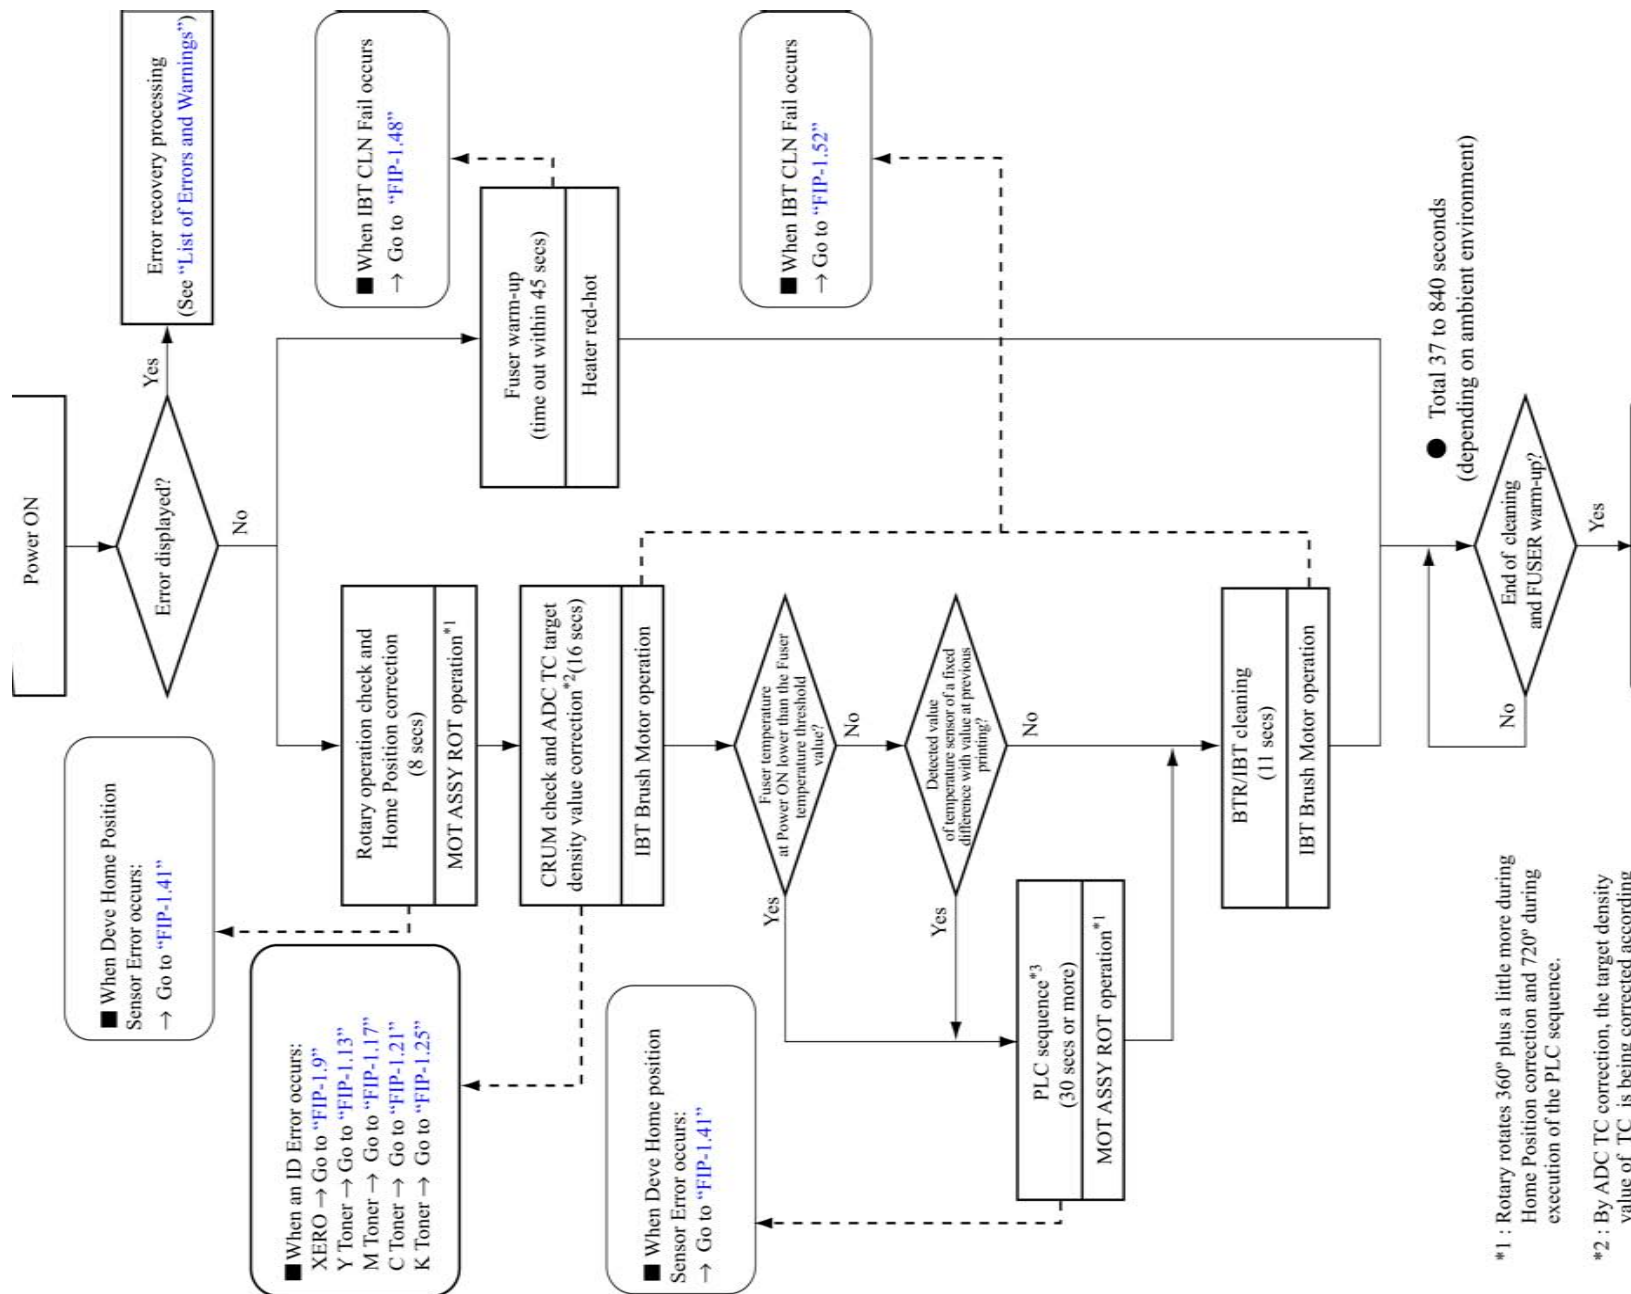 Power ON
Error displayed?
Yes
No
Error recovery processing
(See “List of Errors and Warnings”)
■ When Deve Home Position
Sensor Error occurs:
→ Go to “FIP-1.41”
Rotary operation check and
Home Position correction
(8 secs)
MOT ASSY ROT operation*1
■ When IBT CLN Fail occurs
→ Go to “FIP-1.48”
Fuser warm-up
(time out within 45 secs)
Heater red-hot
■ When an ID Error occurs:
XERO → Go to “FIP-1.9”
Y Toner → Go to “FIP-1.13”
M Toner → Go to “FIP-1.17”
C Toner → Go to “FIP-1.21”
K Toner → Go to “FIP-1.25”
CRUM check and ADC TC target
density value correction*2(16 secs)
IBT Brush Motor operation
■ When IBT CLN Fail occurs
→ Go to “FIP-1.52”
Fuser temperature
at Power ON lower than the Fuser
temperature threshold
value?
Yes
No
■ When Deve Home position
Sensor Error occurs:
→ Go to “FIP-1.41”
Detected value
of temperature sensor of a fixed
difference with value at previous
printing?
Yes
No
PLC sequence*3
(30 secs or more)
MOT ASSY ROT operation*1
BTR/IBT cleaning
(11 secs)
IBT Brush Motor operation
● Total 37 to 840 seconds
(depending on ambient environment)
End of cleaning
and FUSER warm-up?
No
Yes
*1 : Rotary rotates 360º plus a little more during
Home Position correction and 720º during
execution of the PLC sequence.
*2 : By ADC TC correction, the target density
value of TC is being corrected according